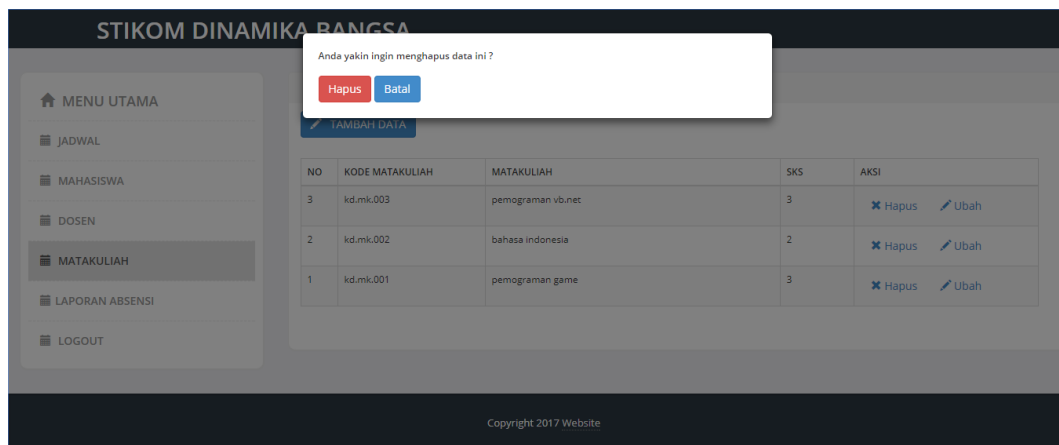 STIKOM DINAMIKA BANGSA
Anda yakin ingin menghapus data ini ?
Hapus Batal
MENU UTAMA
JADWAL
MAHASISWA
DOSEN
MATAKULIAH
LAPORAN ABSENSI
LOGOUT
TAMBAH DATA
NO KODE MATAKULIAH MATAKULIAH SKS AKSI
3 kd.mk.003 pemograman vb.net 3 Hapus Ubah
2 kd.mk.002 bahasa indonesia 2 Hapus Ubah
1 kd.mk.001 pemograman game 3 Hapus Ubah
Copyright 2017 Website